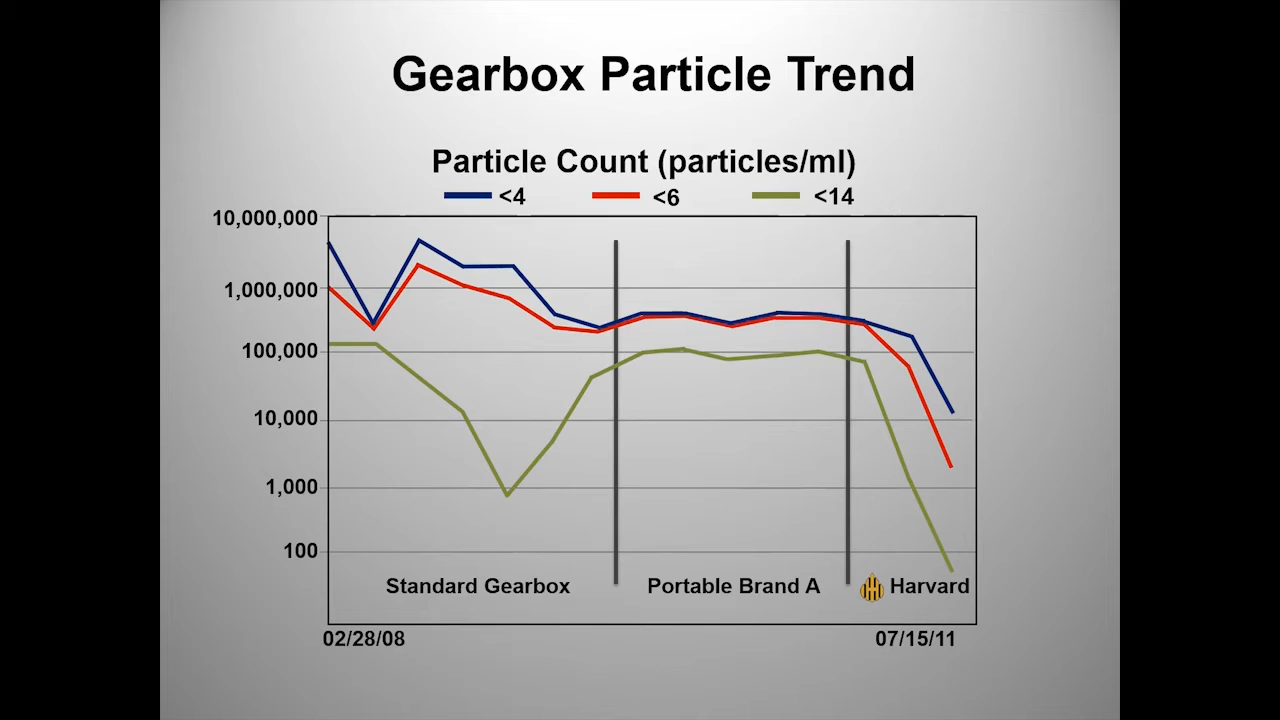 Gearbox Particle Trend
Particle Count (particles/ml)
<4 <6 <14
10,000,000
1,000,000
100,000
10,000
1,000
100
Standard Gearbox Portable Brand A Harvard
02/28/08 07/15/11